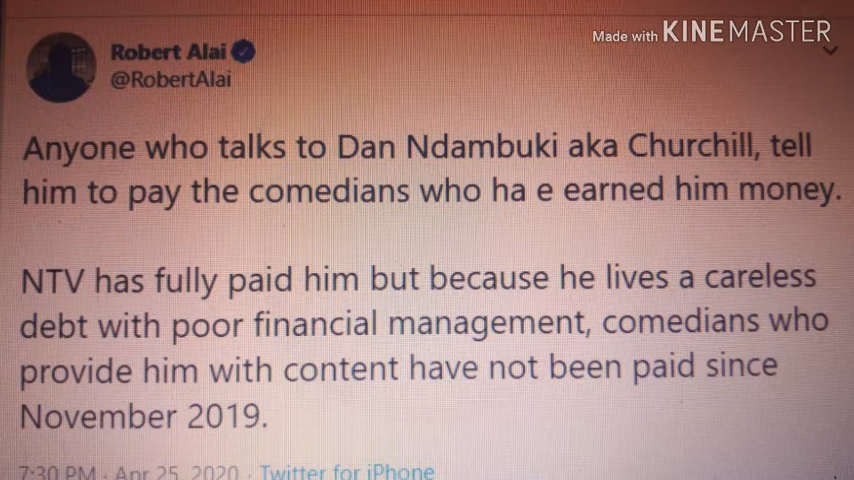 Made with KINEMASTER
Robert Alai
@RobertAlai
Anyone who talks to Dan Ndambuki aka Churchill, tell
him to pay the comedians who ha e earned him money.
NTV has fully paid him but because he lives a careless
debt with poor financial management, comedians who
provide him with content have not been paid since
November 2019.
7:30 PM · Apr 25, 2020 · Twitter for iPhone